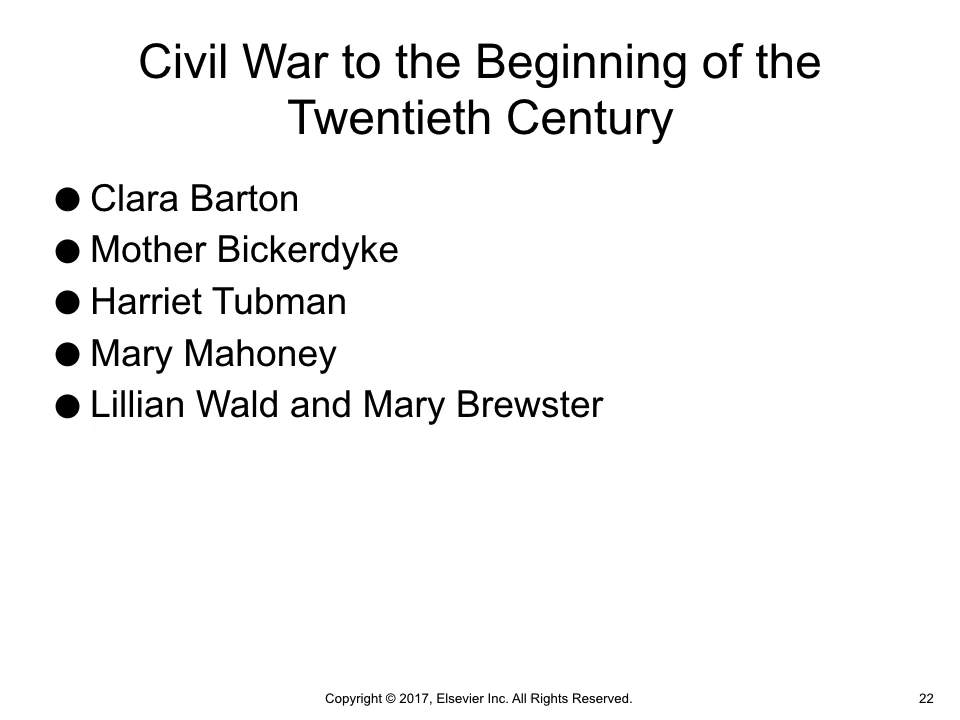 Civil War to the Beginning of the
Twentieth Century
● Clara Barton
● Mother Bickerdyke
● Harriet Tubman
● Mary Mahoney
● Lillian Wald and Mary Brewster
Copyright © 2017, Elsevier Inc. All Rights Reserved. 22